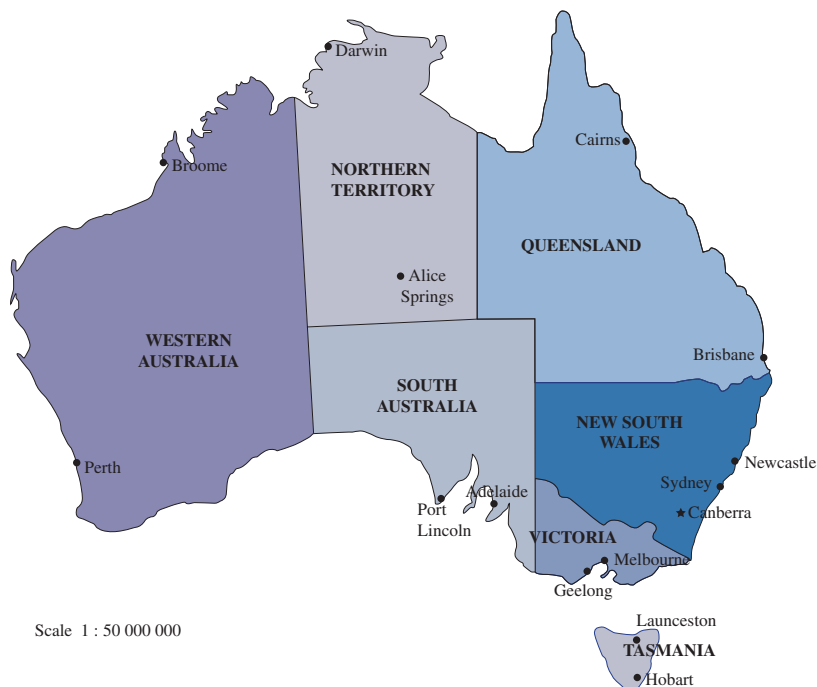 Darwin
Cairns
Broome
NORTHERN
TERRITORY
QUEENSLAND
Alice
Springs
WESTERN
AUSTRALIA
Brisbane
SOUTH
AUSTRALIA
NEW SOUTH
WALES
Perth
Newcastle
Sydney
Adelaide
Port
Lincoln
Canberra
VICTORIA
Melbourne
Geelong
Scale 1 : 50 000 000
Launceston
TASMANIA
Hobart